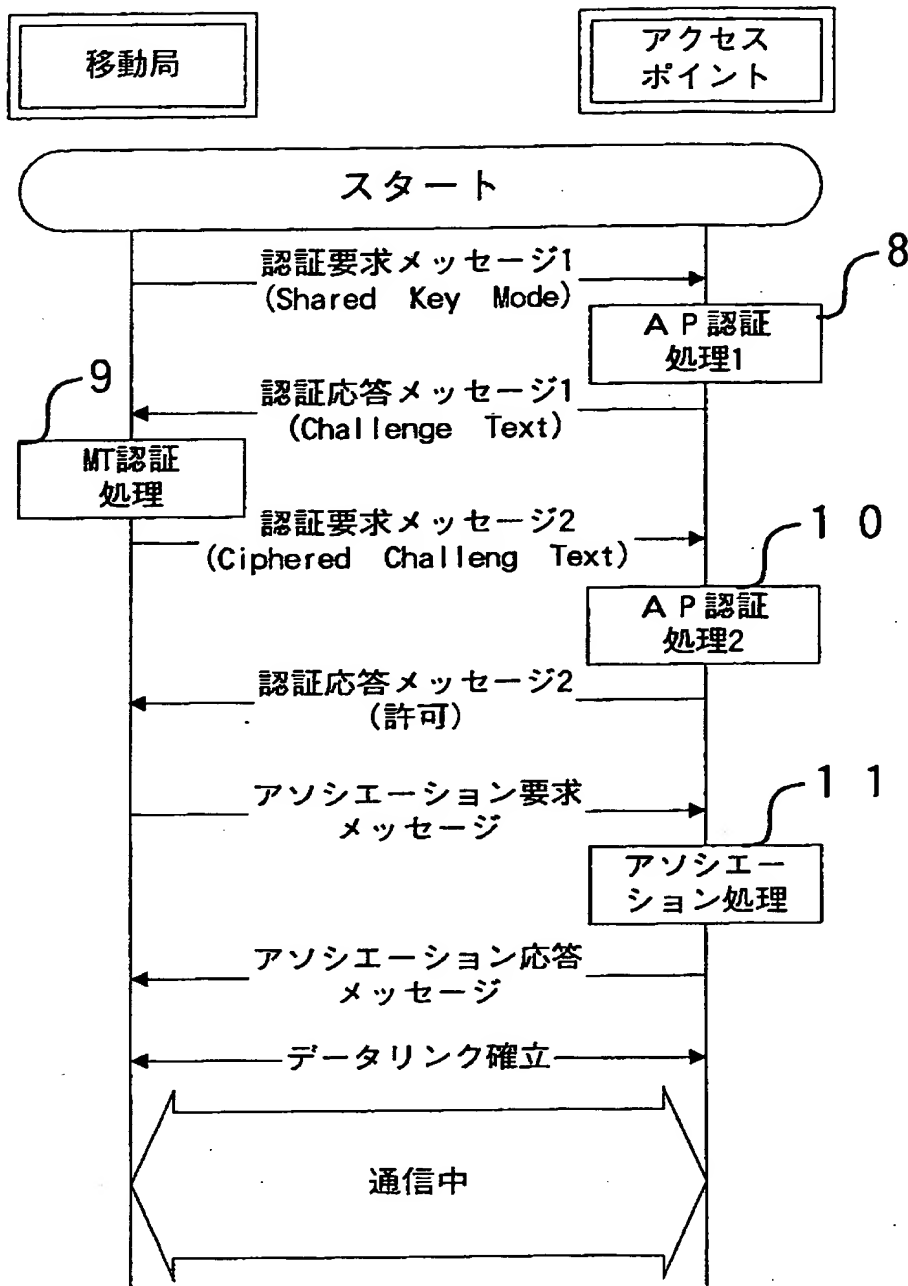 移動局
アクセス
ポイント
スタート
認証要求メッセージ1
(Shared Key Mode)
8
AP認証
処理1
9
認証応答メッセージ1
(Challenge Text)
MT認証
処理
認証要求メッセージ2
(Ciphered Challeng Text)
10
AP認証
処理2
認証応答メッセージ2
(許可)
アソシエーション要求
メッセージ
11
アソシエー
ション処理
アソシエーション応答
メッセージ
データリンク確立
通信中